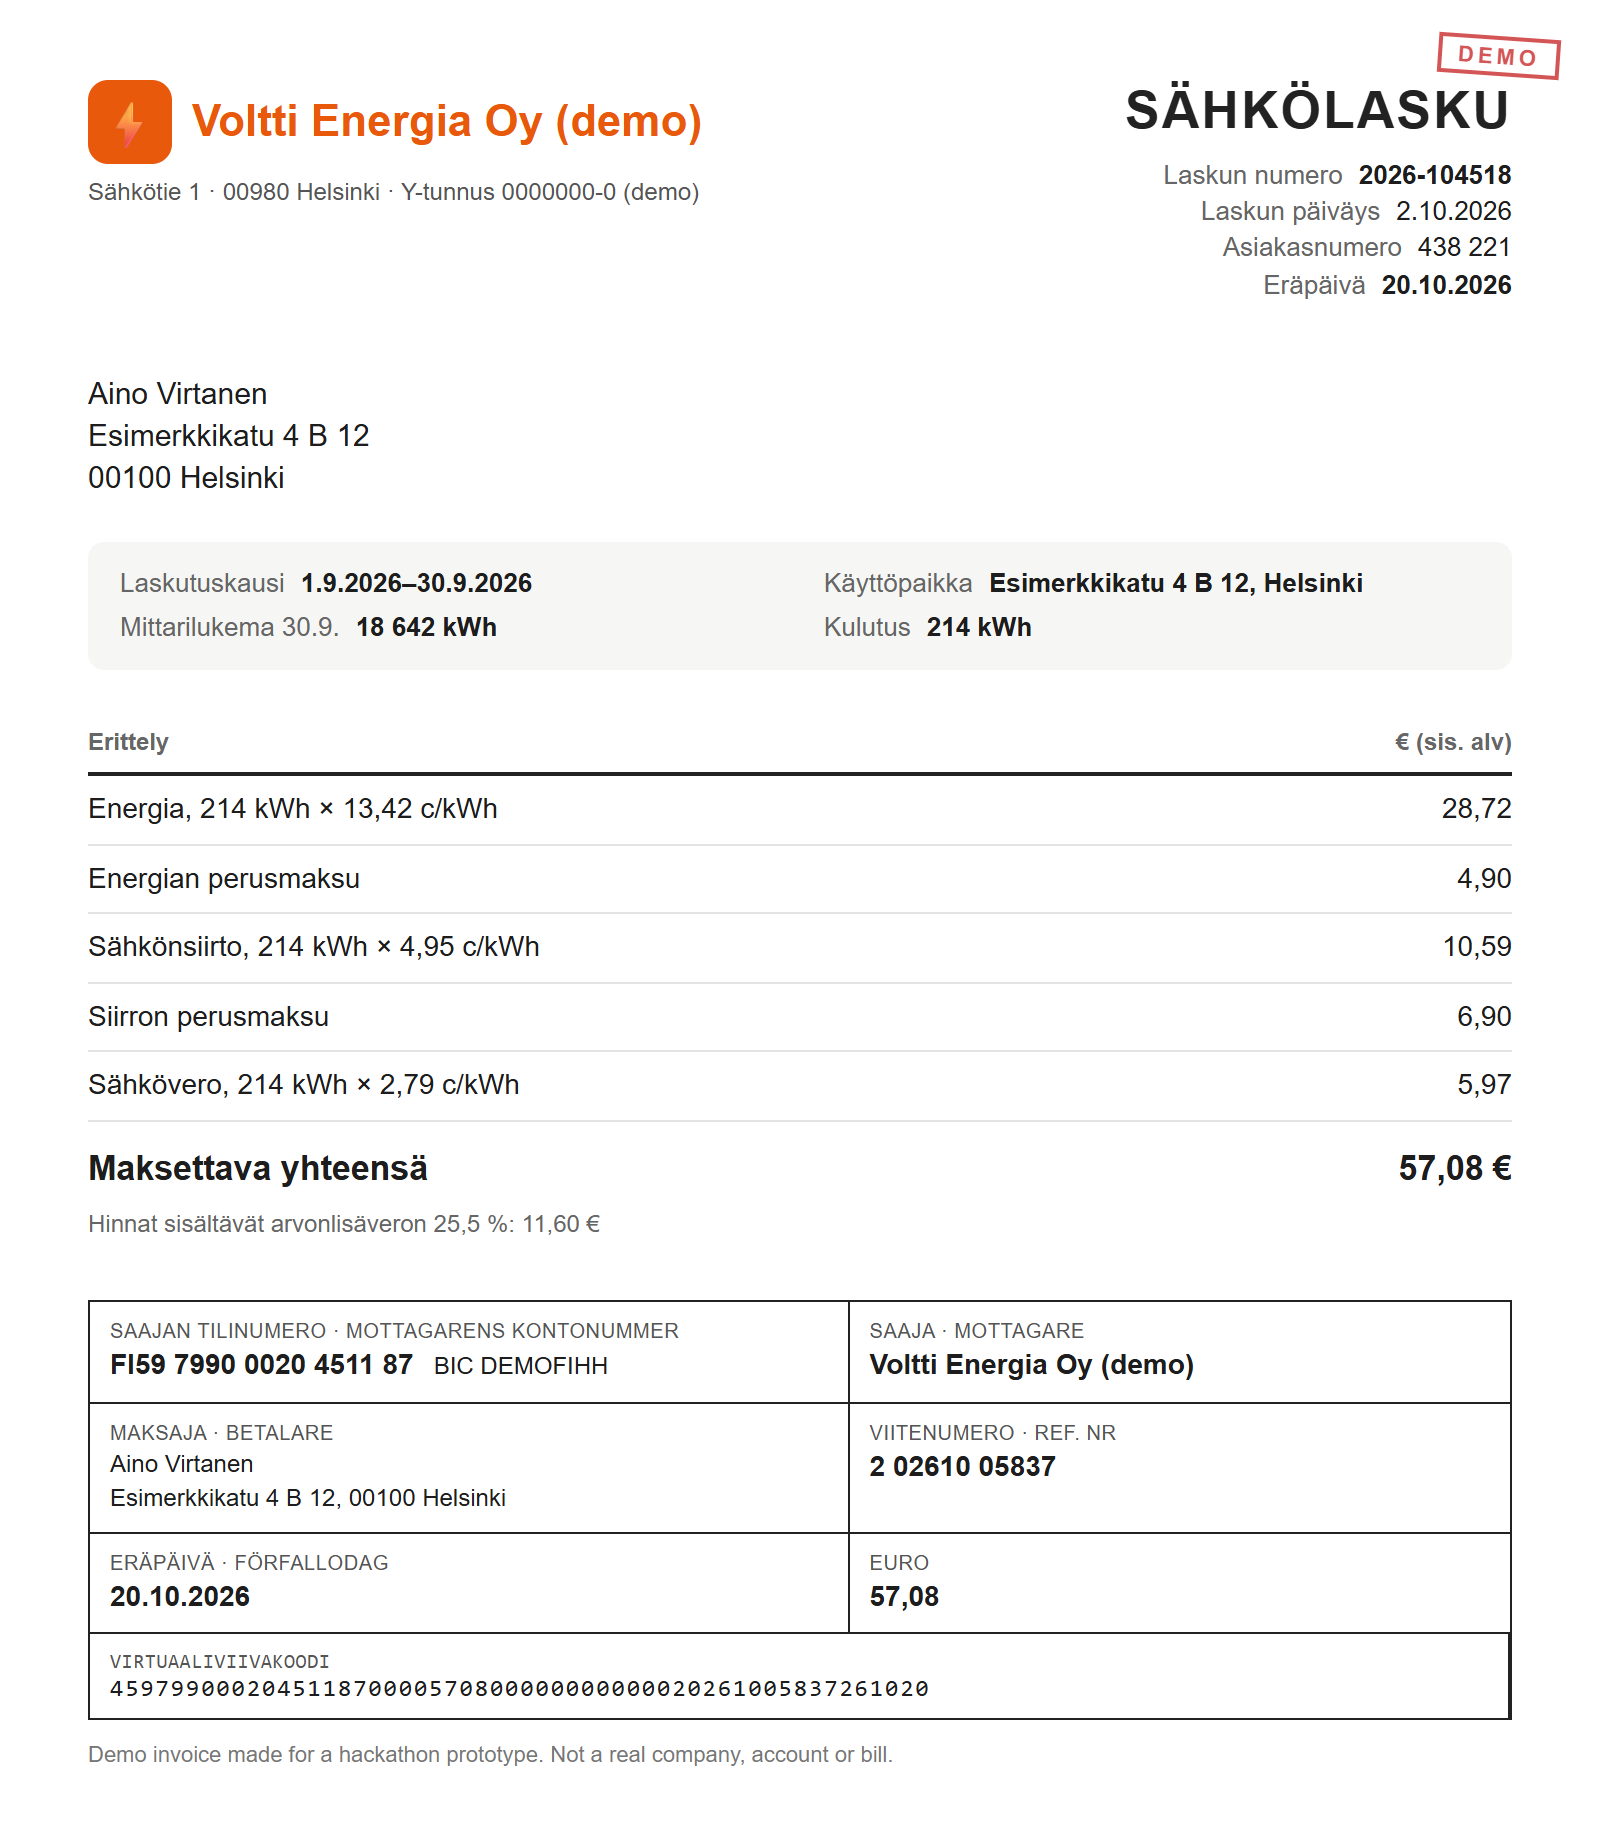 DEMO
Voltti Energia Oy (demo)
Sähkötie 1 · 00980 Helsinki · Y-tunnus 0000000-0 (demo)
SÄHKÖLASKU
Laskun numero 2026-104518
Laskun päiväys 2.10.2026
Asiakasnumero 438 221
Eräpäivä 20.10.2026
Aino Virtanen
Esimerkkikatu 4 B 12
00100 Helsinki
Laskutuskausi 1.9.2026–30.9.2026 Käyttöpaikka Esimerkkikatu 4 B 12, Helsinki
Mittarilukema 30.9. 18 642 kWh Kulutus 214 kWh
Erittely € (sis. alv)
Energia, 214 kWh × 13,42 c/kWh 28,72
Energian perusmaksu 4,90
Sähkönsiirto, 214 kWh × 4,95 c/kWh 10,59
Siirron perusmaksu 6,90
Sähkövero, 214 kWh × 2,79 c/kWh 5,97
Maksettava yhteensä 57,08 €
Hinnat sisältävät arvonlisäveron 25,5 %: 11,60 €
SAAJAN TILINUMERO · MOTTAGARENS KONTONUMMER
FI59 7990 0020 4511 87 BIC DEMOFIHH
SAAJA · MOTTAGARE
Voltti Energia Oy (demo)
MAKSAJA · BETALARE
Aino Virtanen
Esimerkkikatu 4 B 12, 00100 Helsinki
VIITENUMERO · REF. NR
2 02610 05837
ERÄPÄIVÄ · FÖRFALLODAG
20.10.2026
EURO
57,08
VIRTUAALIVIIVAKOODI
45979900020451187000057080000000000020261005837261020
Demo invoice made for a hackathon prototype. Not a real company, account or bill.